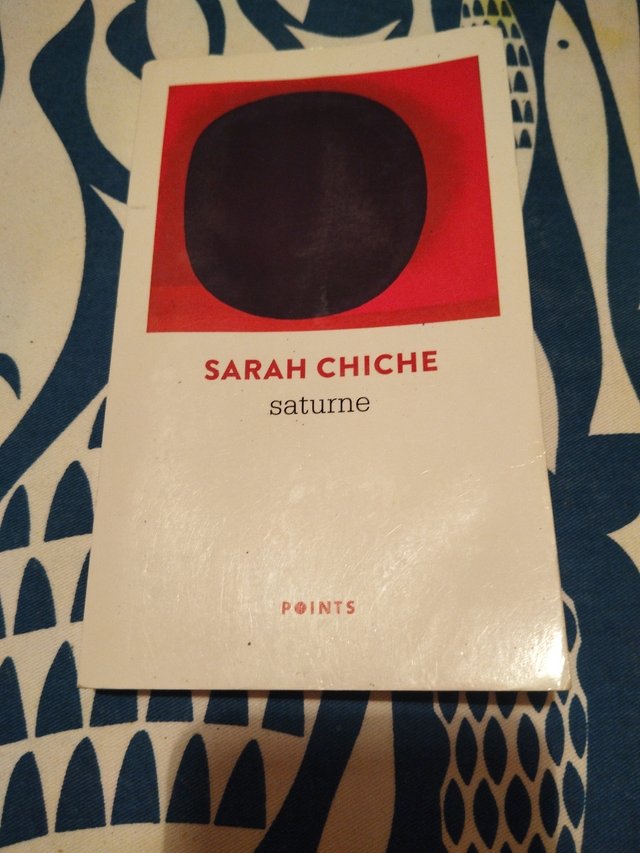 SARAH CHICHE
saturne
POINTS